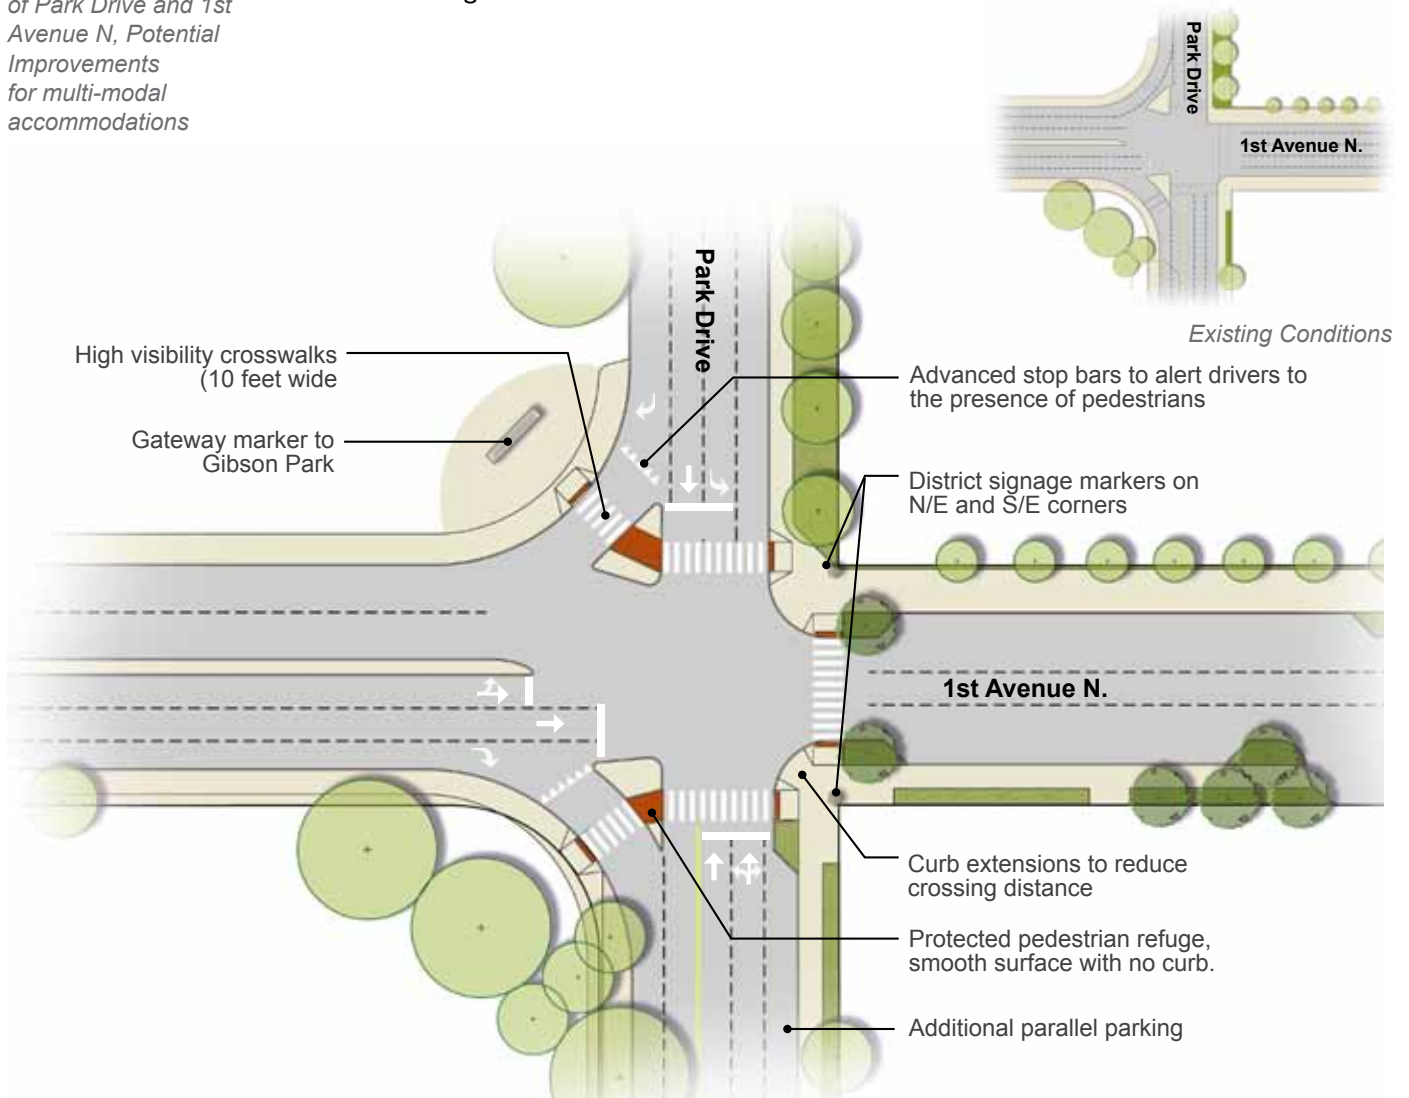 of Park Drive and 1st
Avenue N, Potential
Improvements
for multi-modal
accommodations
Park Drive
1st Avenue N.
Existing Conditions
Park Drive
High visibility crosswalks
(10 feet wide
Gateway marker to
Gibson Park
Advanced stop bars to alert drivers to
the presence of pedestrians
District signage markers on
N/E and S/E corners
1st Avenue N.
Curb extensions to reduce
crossing distance
Protected pedestrian refuge,
smooth surface with no curb.
Additional parallel parking